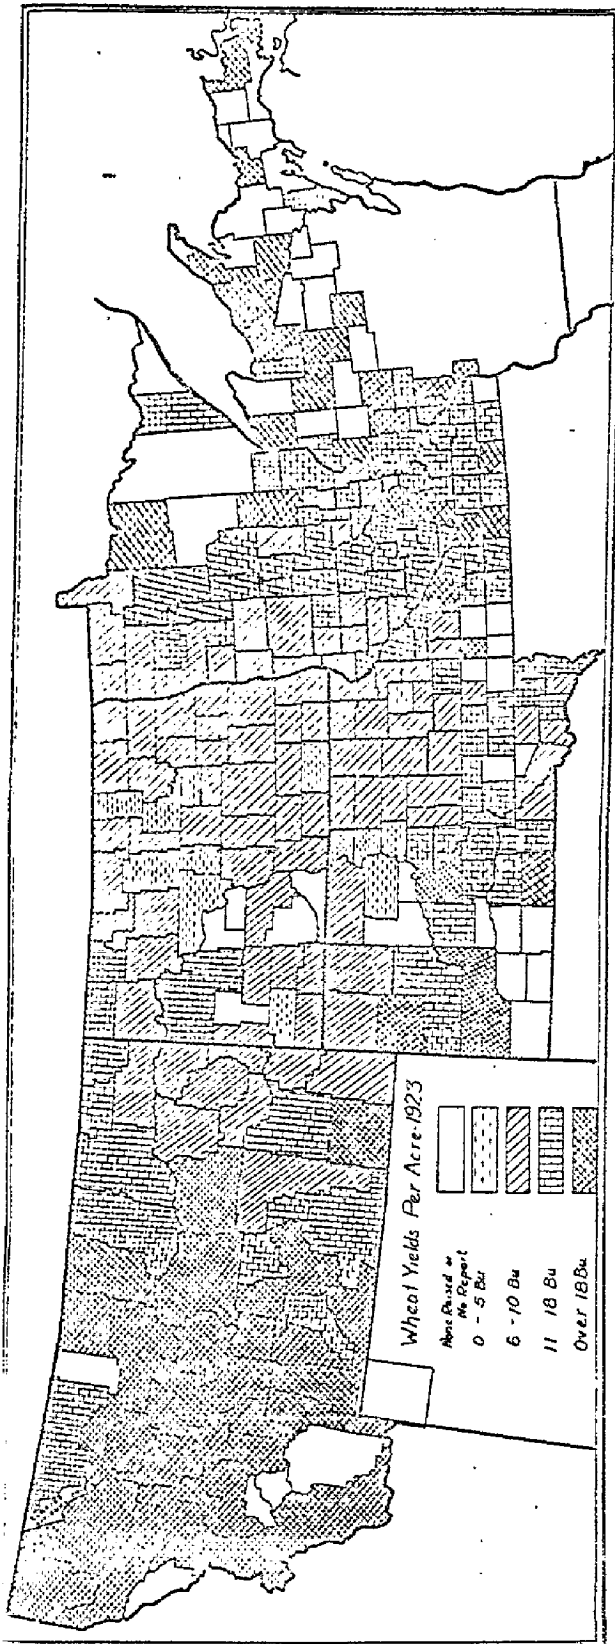 Wheat Yields Per Acre-1923
None Raised or
No Report
0 - 5 Bu
6 - 10 Bu
11 18 Bu
Over 18 Bu